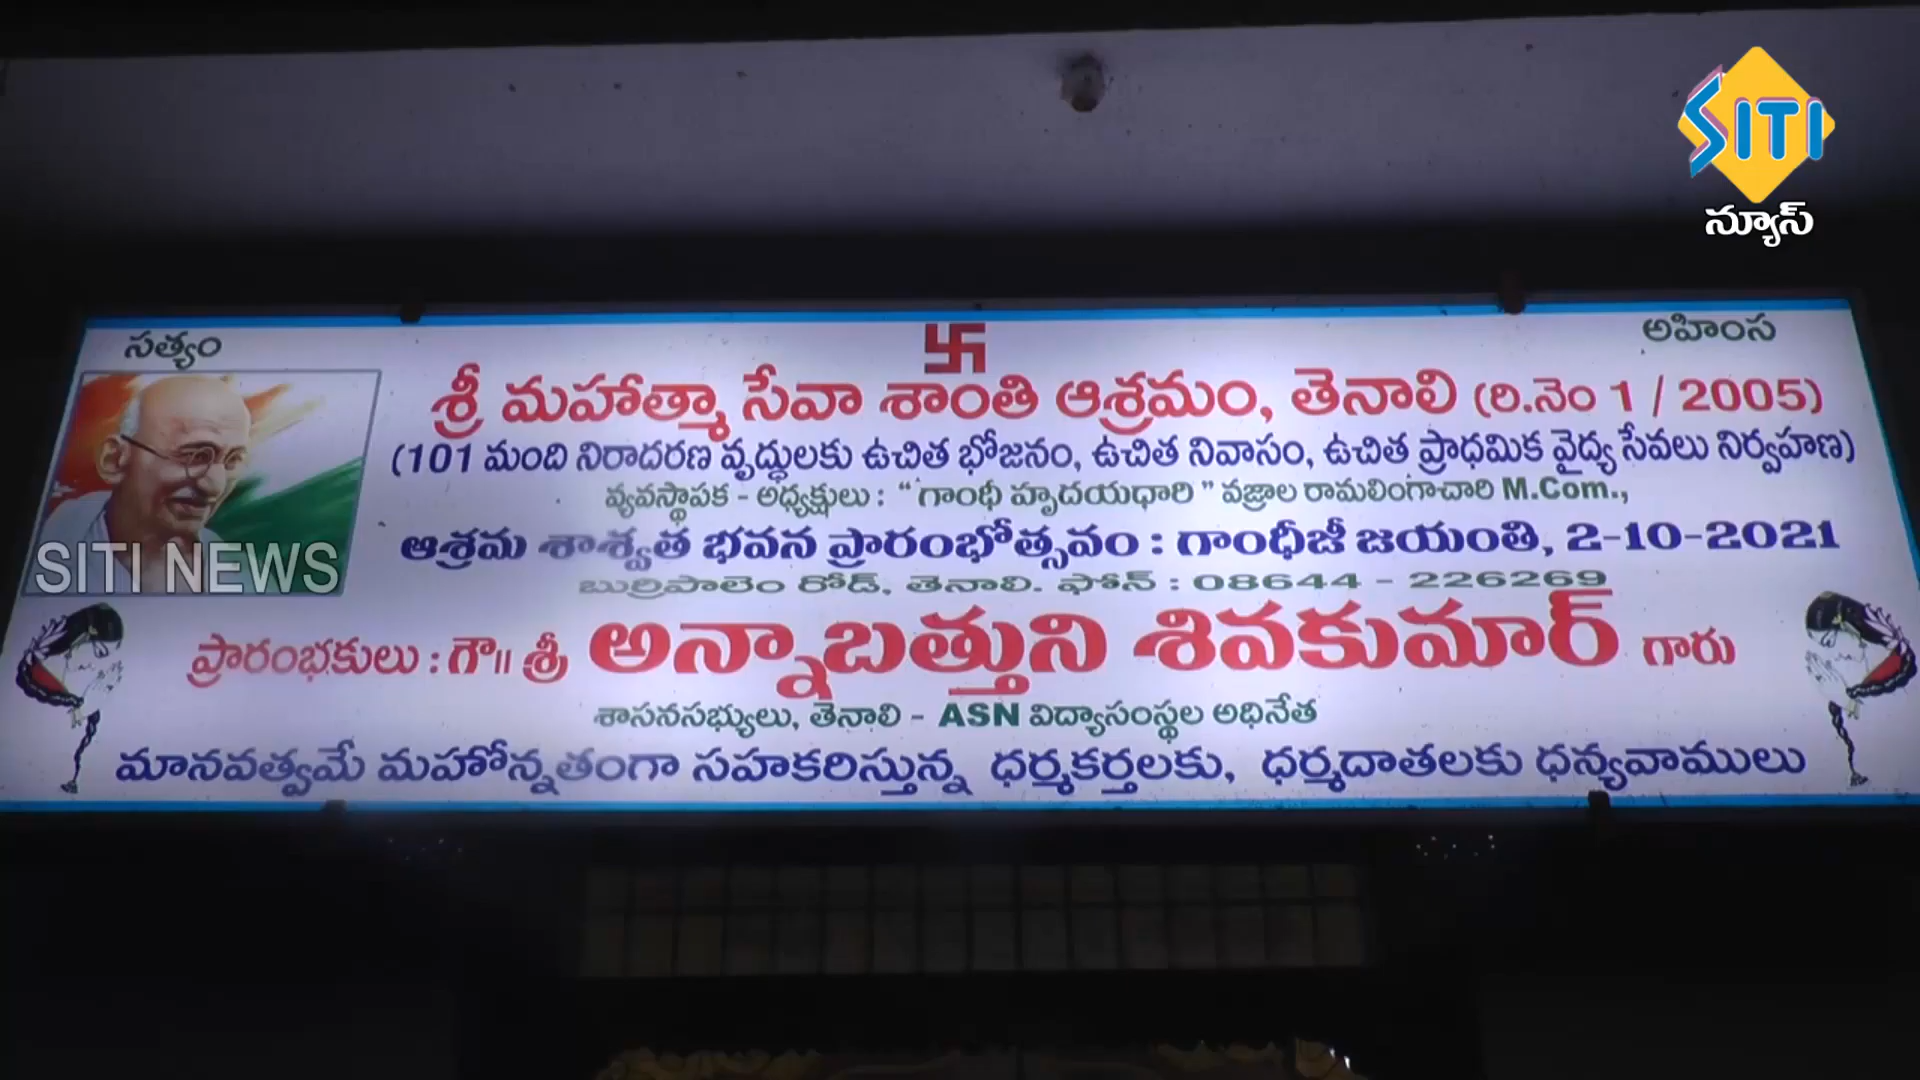 SITI
న్యూస్
సత్యం
అహింస
శ్రీ మహాత్మా సేవా శాంతి ఆశ్రమం, తెనాలి (రి.నెం 1 / 2005)
(101 మంది నిరాదరణ వృద్ధులకు ఉచిత భోజనం, ఉచిత నివాసం, ఉచిత ప్రాధమిక వైద్య సేవలు నిర్వహణ)
వ్యవస్థాపక - అధ్యక్షులు : “గాంధీ హృదయధారి” వజ్రాల రామలింగాచారి M.Com.,
ఆశ్రమ శాశ్వత భవన ప్రారంభోత్సవం : గాంధీజీ జయంతి, 2-10-2021
బుర్రిపాలెం రోడ్, తెనాలి. ఫోన్ : 08644 - 226269
SITI NEWS
ప్రారంభకులు : గౌ|| శ్రీ అన్నాబత్తుని శివకుమార్ గారు
శాసనసభ్యులు, తెనాలి - ASN విద్యాసంస్థల అధినేత
మానవత్వమే మహోన్నతంగా సహకరిస్తున్న ధర్మకర్తలకు, ధర్మదాతలకు ధన్యవాములు